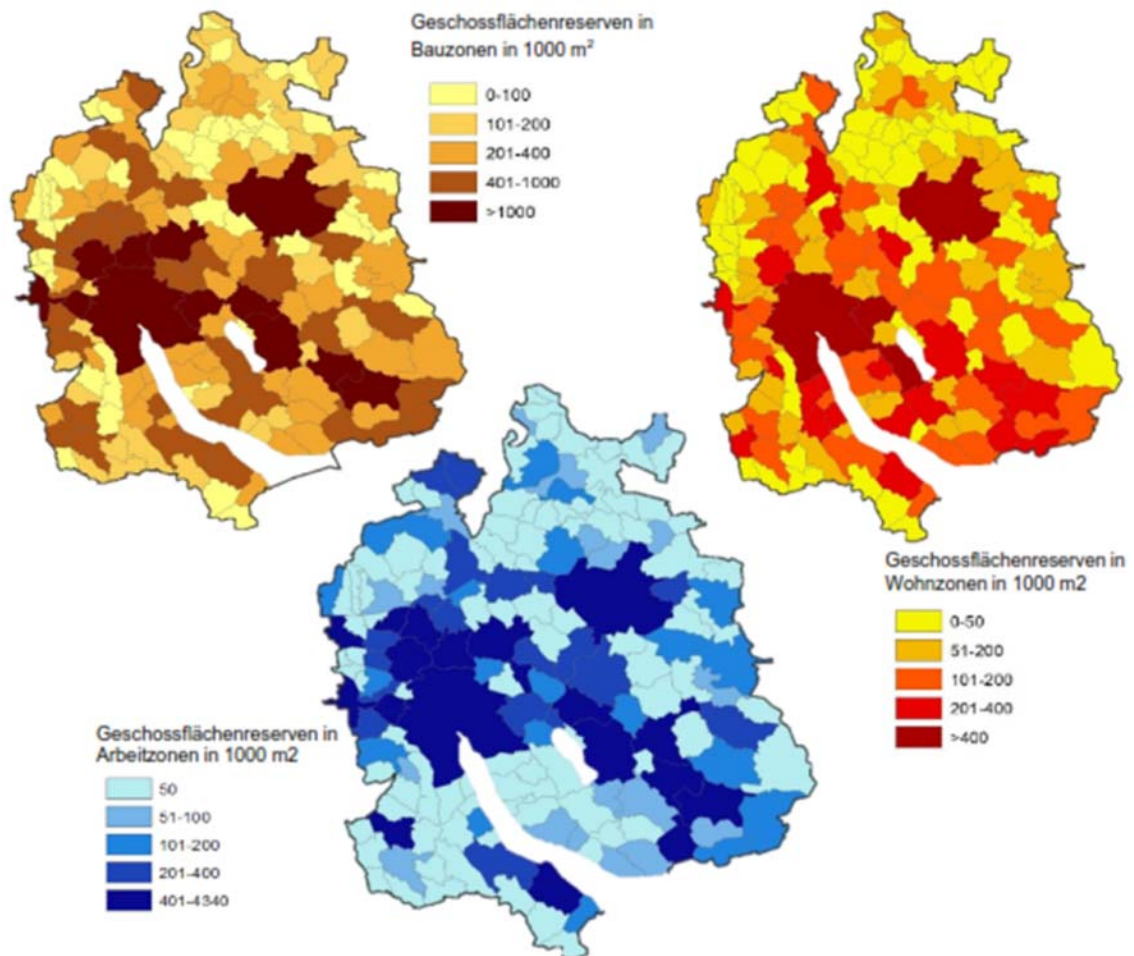 Geschossflächenreserven in
Bauzonen in 1000 m²
0-100
101-200
201-400
401-1000
>1000
Geschossflächenreserven in
Wohnzonen in 1000 m2
0-50
51-200
101-200
201-400
>400
Geschossflächenreserven in
Arbeitzonen in 1000 m2
50
51-100
101-200
201-400
401-4340